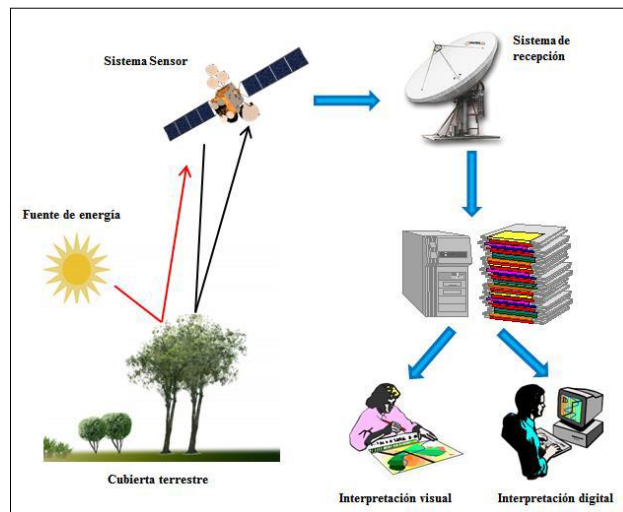 Sistema Sensor
Sistema de
recepción
Fuente de energía
Cubierta terrestre
Interpretación visual
Interpretación digital